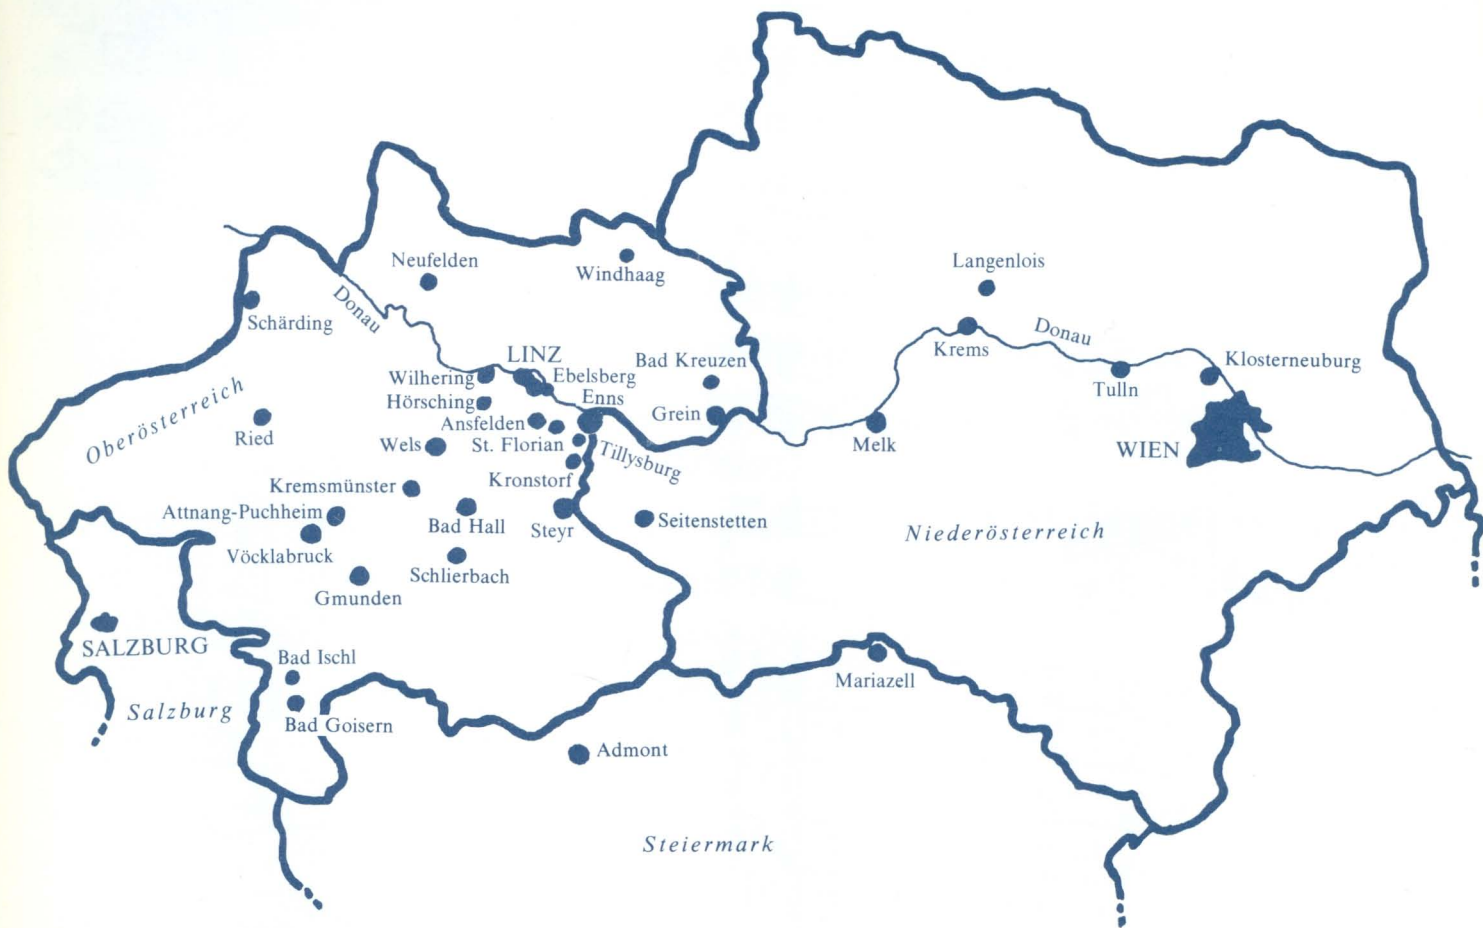 Neufelden
Windhaag
Langenlois
Donau
Schärding
Donau
Krems
LINZ
Bad Kreuzen
Klosterneuburg
Wilhering
Ebelsberg
Tulln
Hörsching
Enns
Oberösterreich
Ried
Ansfelden
Grein
Wels
St. Florian
Melk
WIEN
Tillysburg
Kremsmünster
Kronstorf
Attnang-Puchheim
Bad Hall
Steyr
Seitenstetten
Niederösterreich
Vöcklabruck
Schlierbach
Gmunden
SALZBURG
Bad Ischl
Mariazell
Salzburg
Bad Goisern
Admont
Steiermark